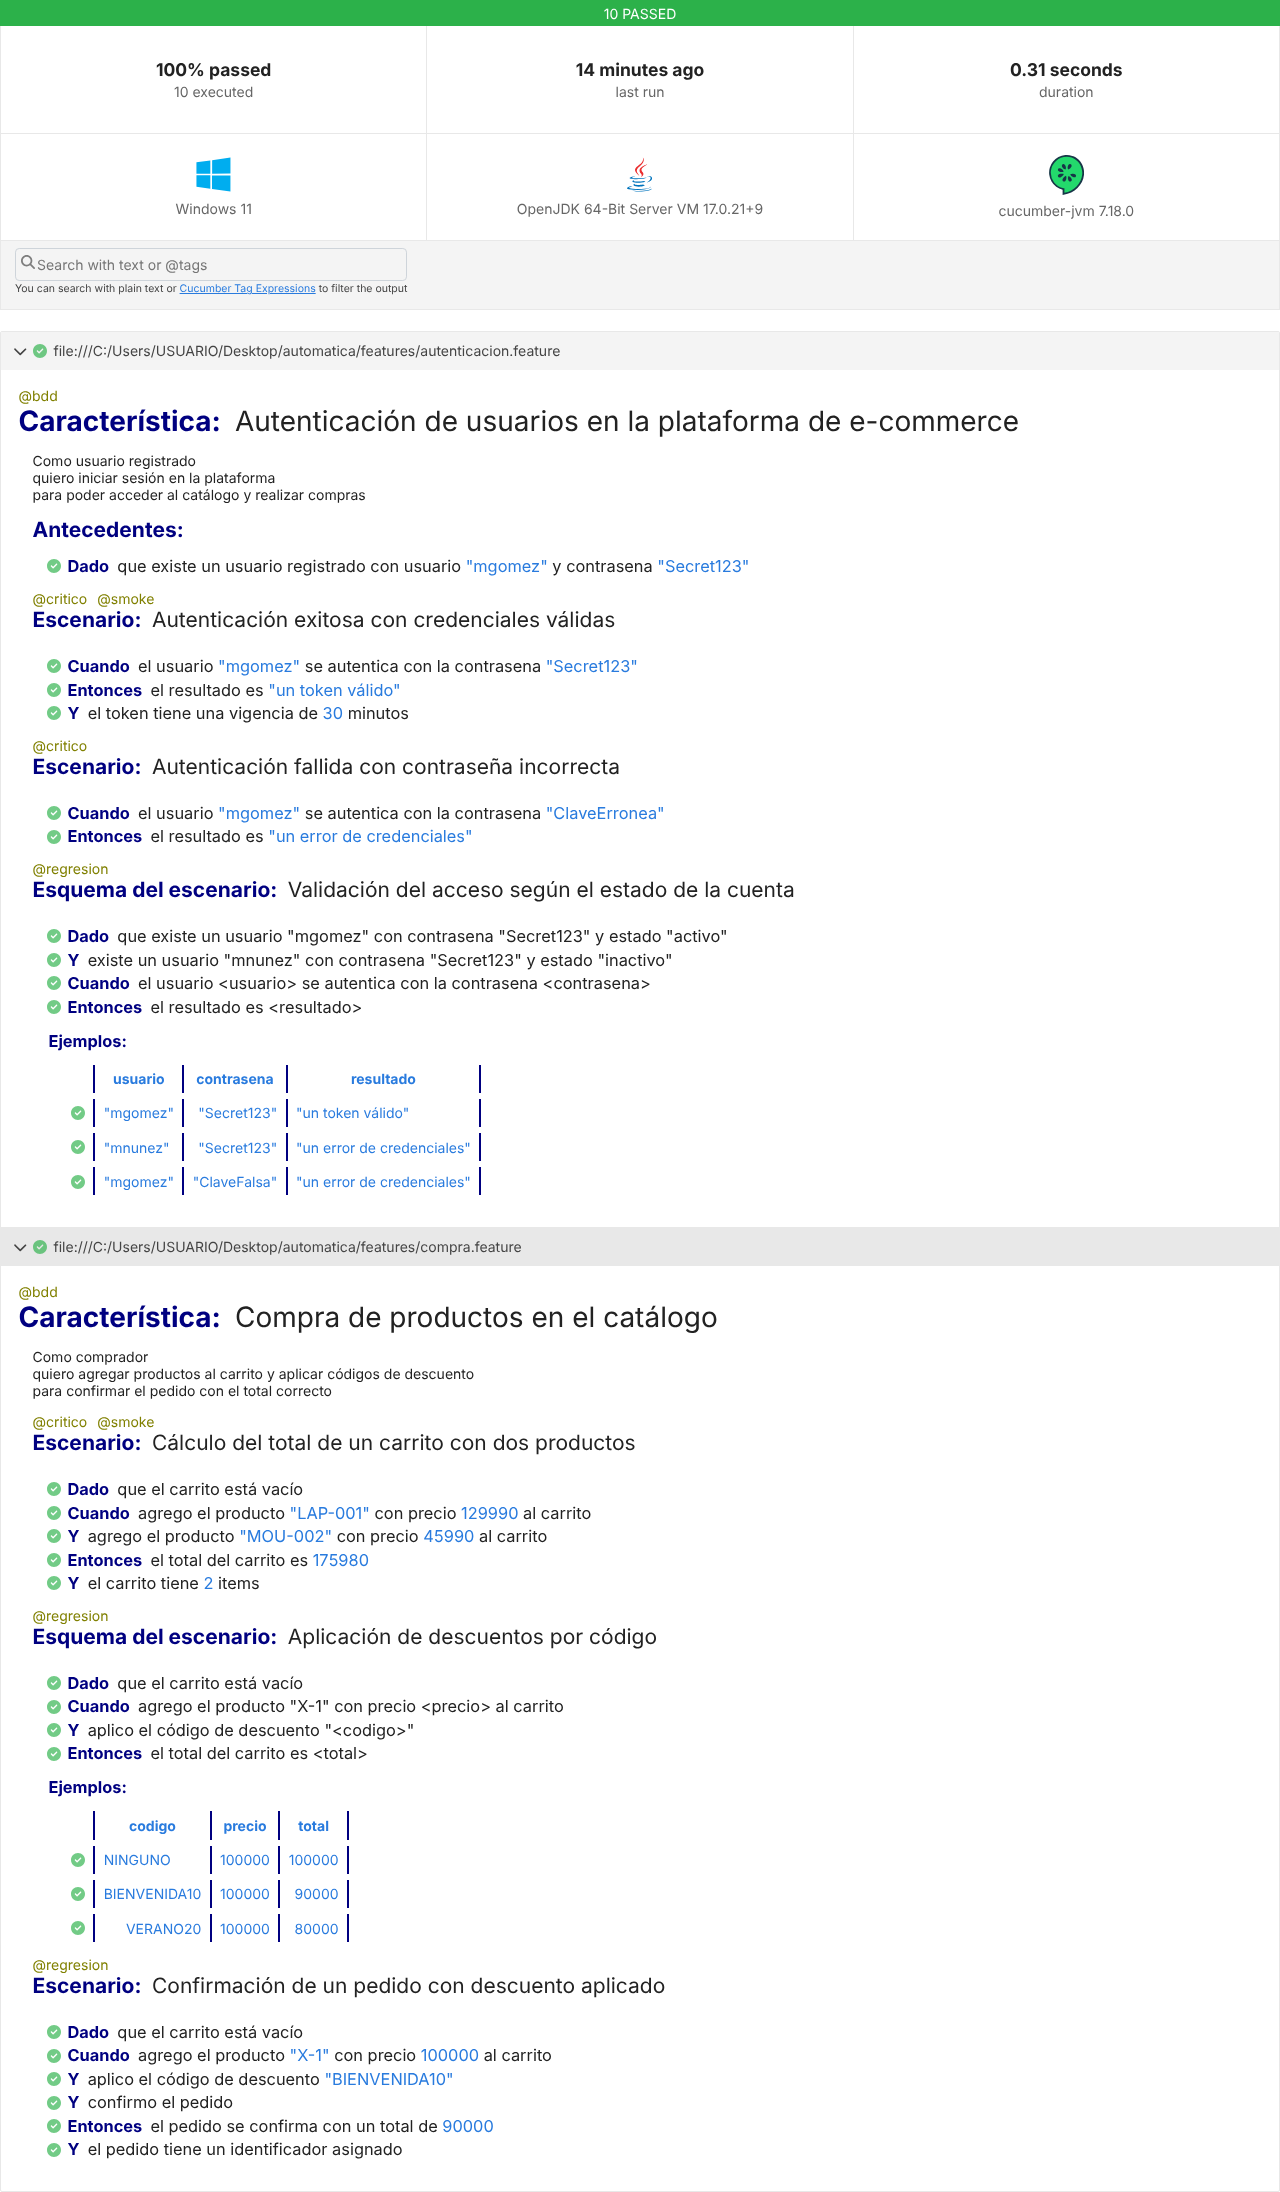 10 PASSED
100% passed
10 executed
14 minutes ago
last run
0.31 seconds
duration
Windows 11
OpenJDK 64-Bit Server VM 17.0.21+9
cucumber-jvm 7.18.0
Search with text or @tags
You can search with plain text or Cucumber Tag Expressions to filter the output
file:///C:/Users/USUARIO/Desktop/automatica/features/autenticacion.feature
@bdd
Característica: Autenticación de usuarios en la plataforma de e-commerce
Como usuario registrado
quiero iniciar sesión en la plataforma
para poder acceder al catálogo y realizar compras
Antecedentes:
Dado que existe un usuario registrado con usuario "mgomez" y contrasena "Secret123"
@critico @smoke
Escenario: Autenticación exitosa con credenciales válidas
Cuando el usuario "mgomez" se autentica con la contrasena "Secret123"
Entonces el resultado es "un token válido"
Y el token tiene una vigencia de 30 minutos
@critico
Escenario: Autenticación fallida con contraseña incorrecta
Cuando el usuario "mgomez" se autentica con la contrasena "ClaveErronea"
Entonces el resultado es "un error de credenciales"
@regresion
Esquema del escenario: Validación del acceso según el estado de la cuenta
Dado que existe un usuario "mgomez" con contrasena "Secret123" y estado "activo"
Y existe un usuario "mnunez" con contrasena "Secret123" y estado "inactivo"
Cuando el usuario <usuario> se autentica con la contrasena <contrasena>
Entonces el resultado es <resultado>
Ejemplos:
usuario contrasena resultado
"mgomez" "Secret123" "un token válido"
"mnunez" "Secret123" "un error de credenciales"
"mgomez" "ClaveFalsa" "un error de credenciales"
file:///C:/Users/USUARIO/Desktop/automatica/features/compra.feature
@bdd
Característica: Compra de productos en el catálogo
Como comprador
quiero agregar productos al carrito y aplicar códigos de descuento
para confirmar el pedido con el total correcto
@critico @smoke
Escenario: Cálculo del total de un carrito con dos productos
Dado que el carrito está vacío
Cuando agrego el producto "LAP-001" con precio 129990 al carrito
Y agrego el producto "MOU-002" con precio 45990 al carrito
Entonces el total del carrito es 175980
Y el carrito tiene 2 items
@regresion
Esquema del escenario: Aplicación de descuentos por código
Dado que el carrito está vacío
Cuando agrego el producto "X-1" con precio <precio> al carrito
Y aplico el código de descuento "<codigo>"
Entonces el total del carrito es <total>
Ejemplos:
codigo precio total
NINGUNO 100000 100000
BIENVENIDA10 100000 90000
VERANO20 100000 80000
@regresion
Escenario: Confirmación de un pedido con descuento aplicado
Dado que el carrito está vacío
Cuando agrego el producto "X-1" con precio 100000 al carrito
Y aplico el código de descuento "BIENVENIDA10"
Y confirmo el pedido
Entonces el pedido se confirma con un total de 90000
Y el pedido tiene un identificador asignado